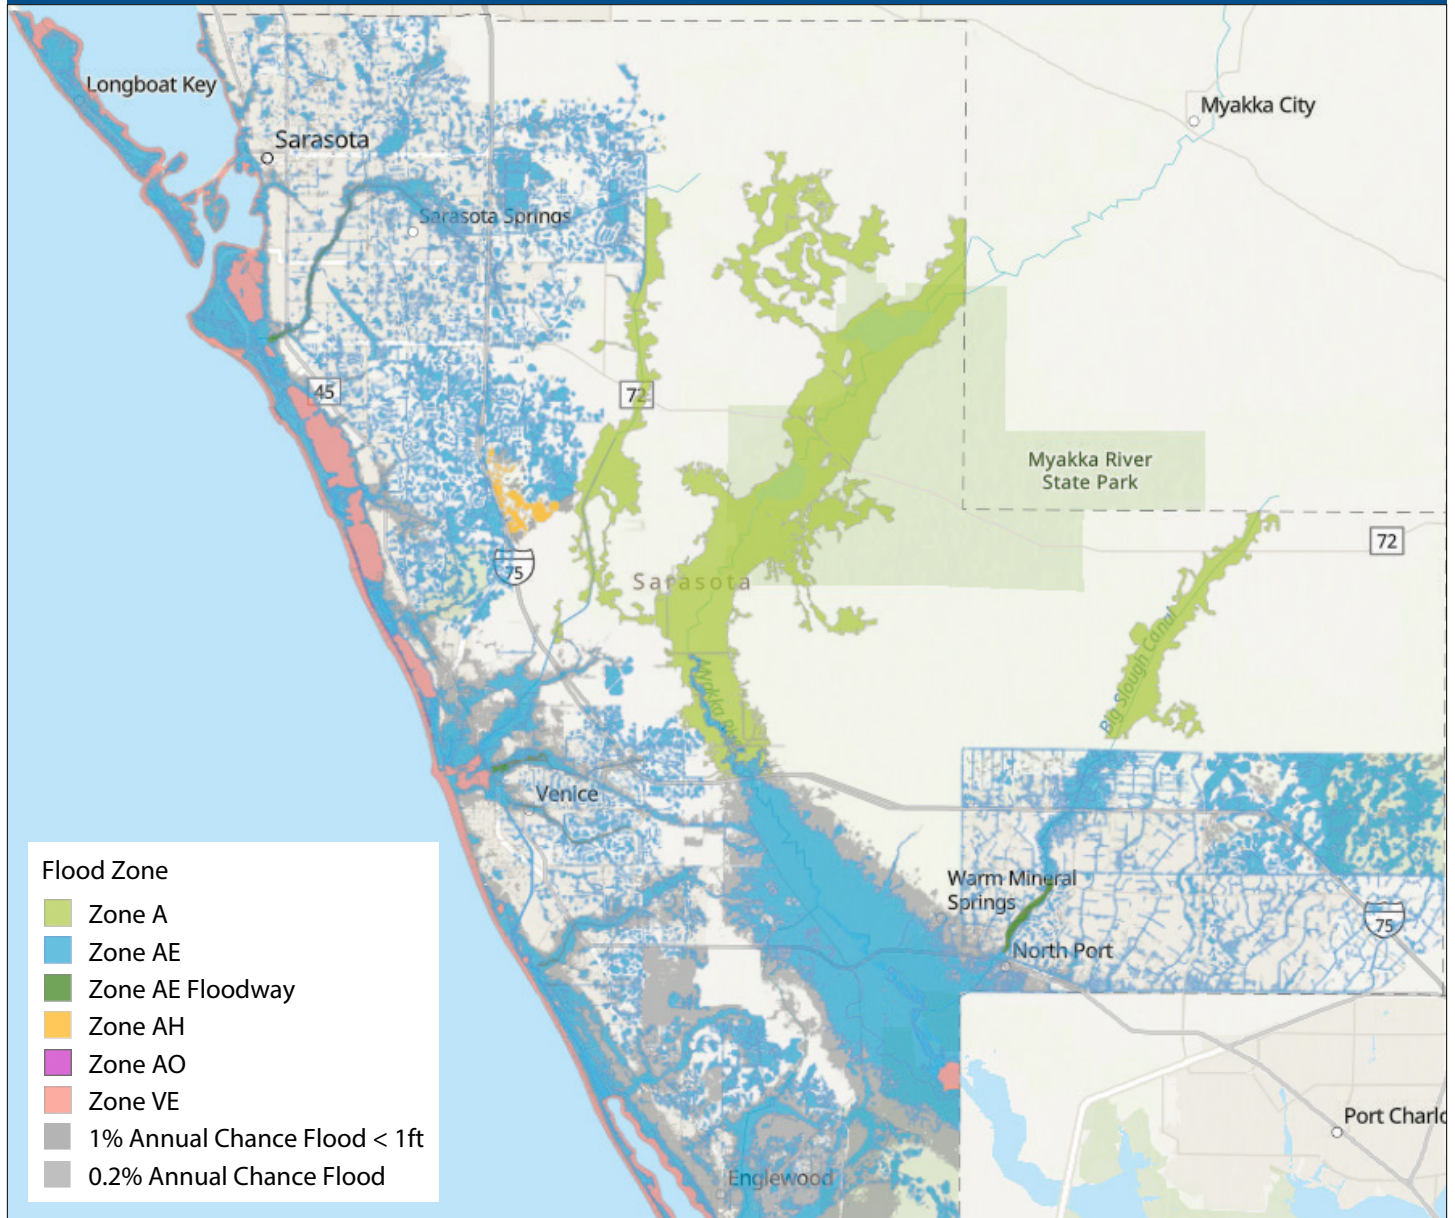 Longboat Key
Sarasota
Myakka City
Sarasota Springs
45
72
Myakka River
State Park
72
75
Sarasota
Big Slough Canal
Myakka River
Venice
Warm Mineral
Springs
75
North Port
Port Charlo
Englewood
Flood Zone
Zone A
Zone AE
Zone AE Floodway
Zone AH
Zone AO
Zone VE
1% Annual Chance Flood < 1ft
0.2% Annual Chance Flood